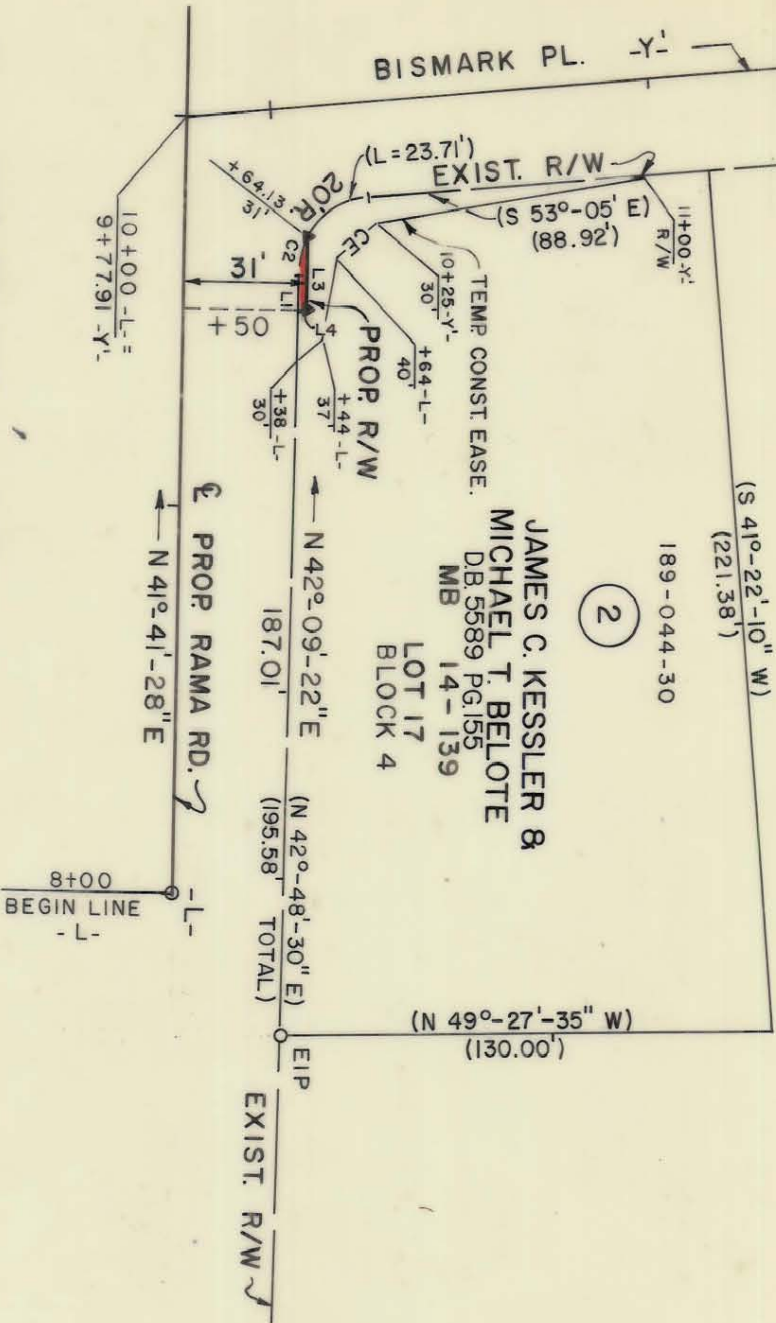 BISMARK PL. -Y-'
(L=23.71')
EXIST. R/W
(S 53°-05' E)
(88.92')
11+00-Y-'
R/W
+64.13
31'
20'R.
C2
L3
L1
L4
31'
+50
10+00 -L- =
9+77.91 -Y-'
CE
10+25-Y-'
30'
TEMP. CONST. EASE.
+64-L-
40'
PROP. R/W
+44-L-
37'
+38-L-
30'
(S 41°-22'-10" W)
(221.38')
189-044-30
2
JAMES C. KESSLER &
MICHAEL T. BELOTE
D.B. 5589 PG.155
MB 14-139
LOT 17
BLOCK 4
N 42°-09'-22"E
187.01'
(N 42°-48'-30" E)
(195.58' TOTAL)
℄ PROP. RAMA RD.
N 41°-41'-28" E
-L-
8+00
BEGIN LINE
-L-
(N 49°-27'-35" W)
(130.00')
EIP
EXIST. R/W